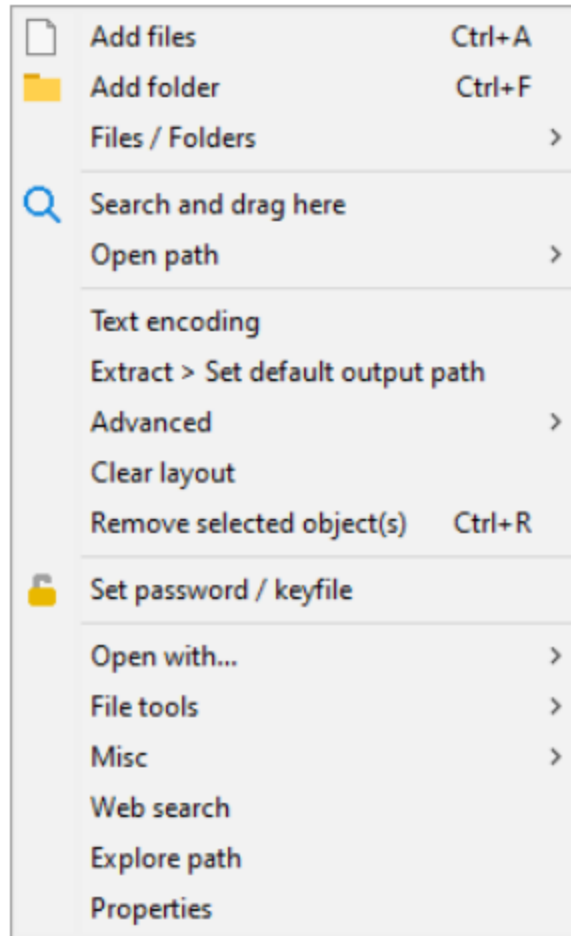 Add files Ctrl+A
Add folder Ctrl+F
Files / Folders
Search and drag here
Open path
Text encoding
Extract > Set default output path
Advanced
Clear layout
Remove selected object(s) Ctrl+R
Set password / keyfile
Open with...
File tools
Misc
Web search
Explore path
Properties